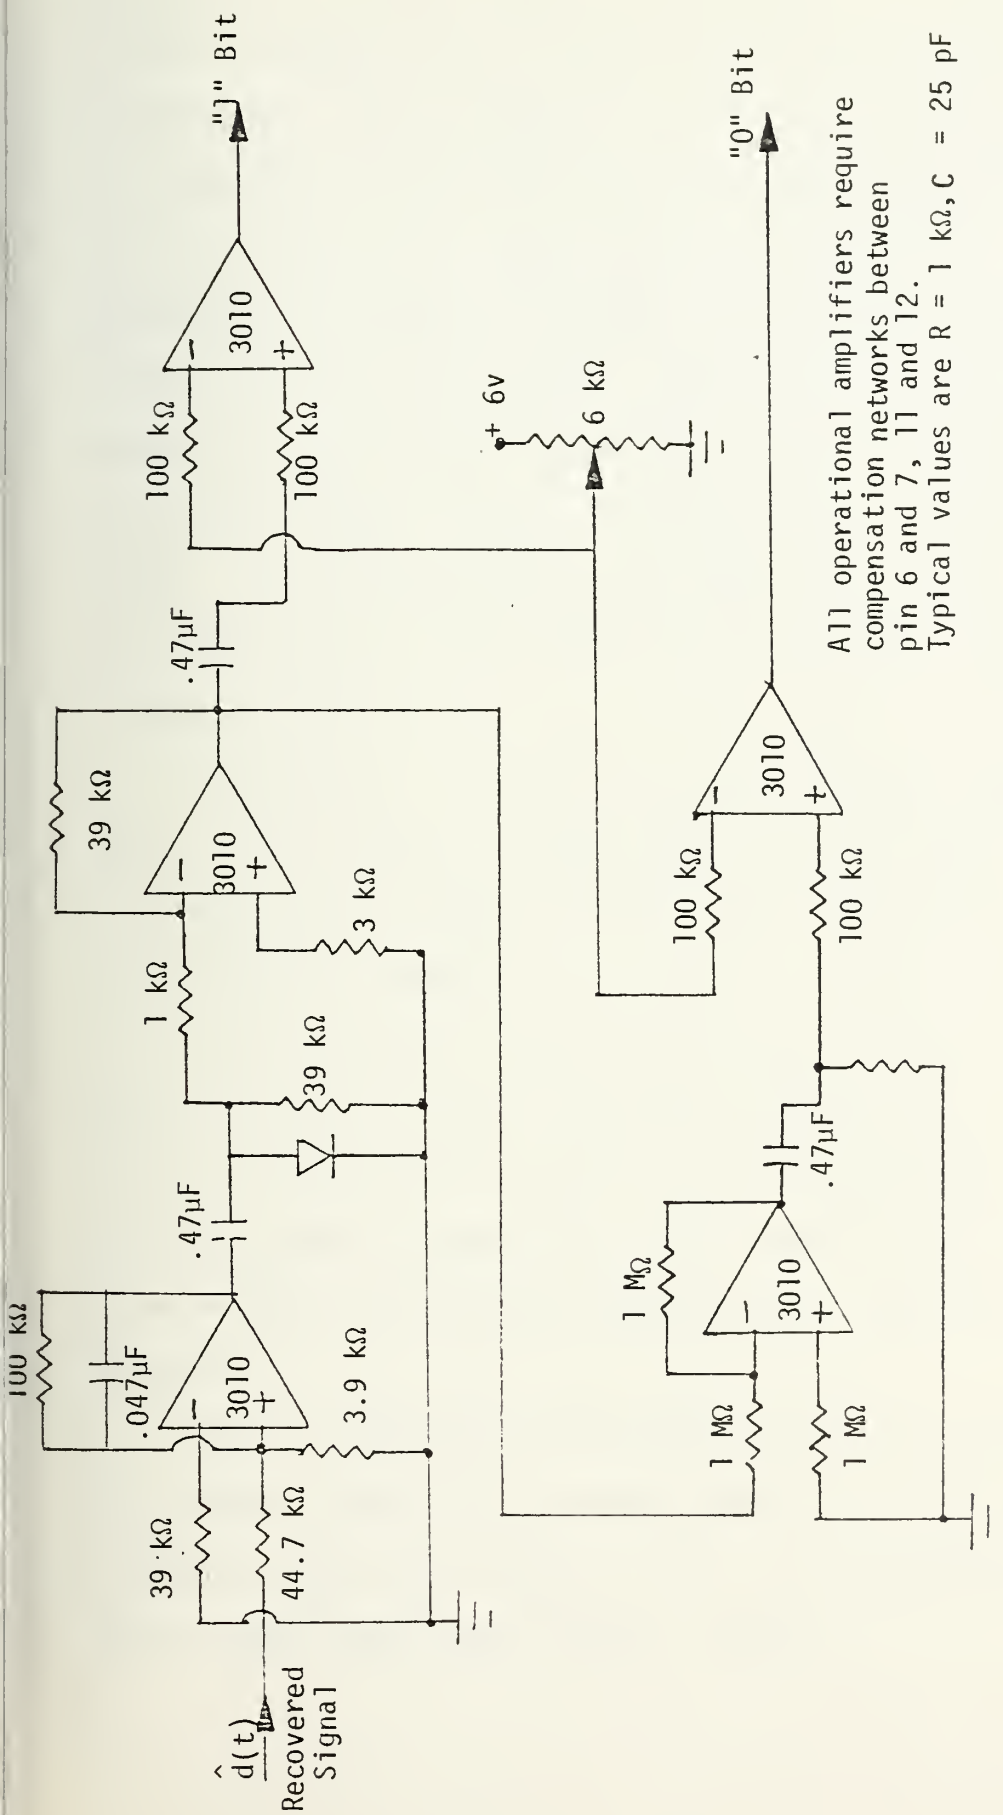 d̂(t)
Recovered
Signal
39 kΩ
44.7 kΩ
100 kΩ
.047μF
3010
-
+
3.9 kΩ
.47μF
39 kΩ
1 kΩ
39 kΩ
3010
-
+
3 kΩ
.47μF
100 kΩ
100 kΩ
3010
-
+
"1" Bit
+ 6v
6 kΩ
1 MΩ
1 MΩ
1 MΩ
3010
-
+
.47μF
100 kΩ
100 kΩ
3010
-
+
"0" Bit
All operational amplifiers require
compensation networks between
pin 6 and 7, 11 and 12.
Typical values are R = 1 kΩ, C = 25 pF